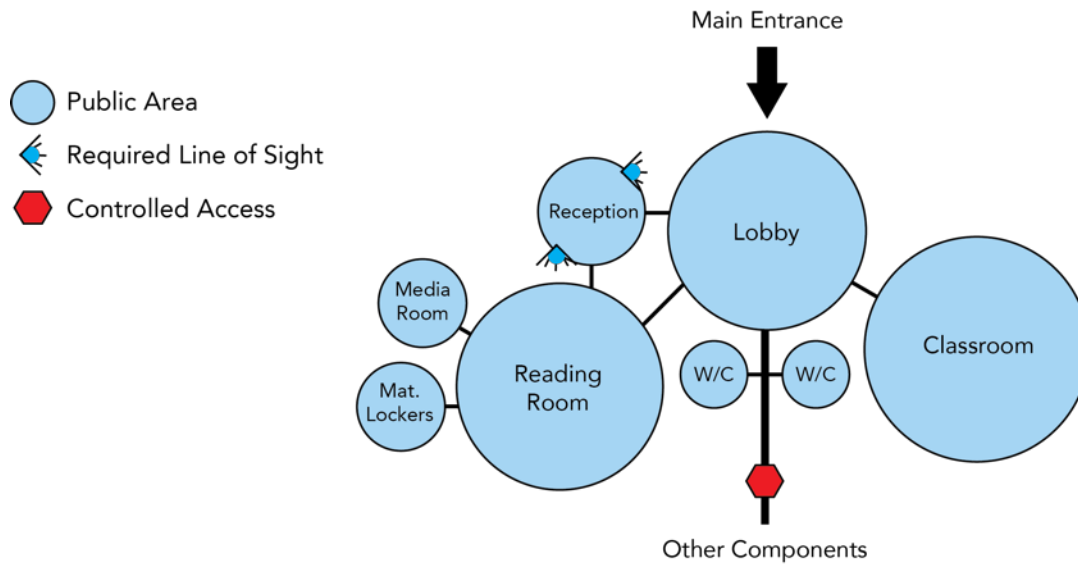 Main Entrance
Public Area
Required Line of Sight
Controlled Access
Reception
Lobby
Media
Room
Classroom
Reading
Room
W/C
W/C
Mat.
Lockers
Other Components